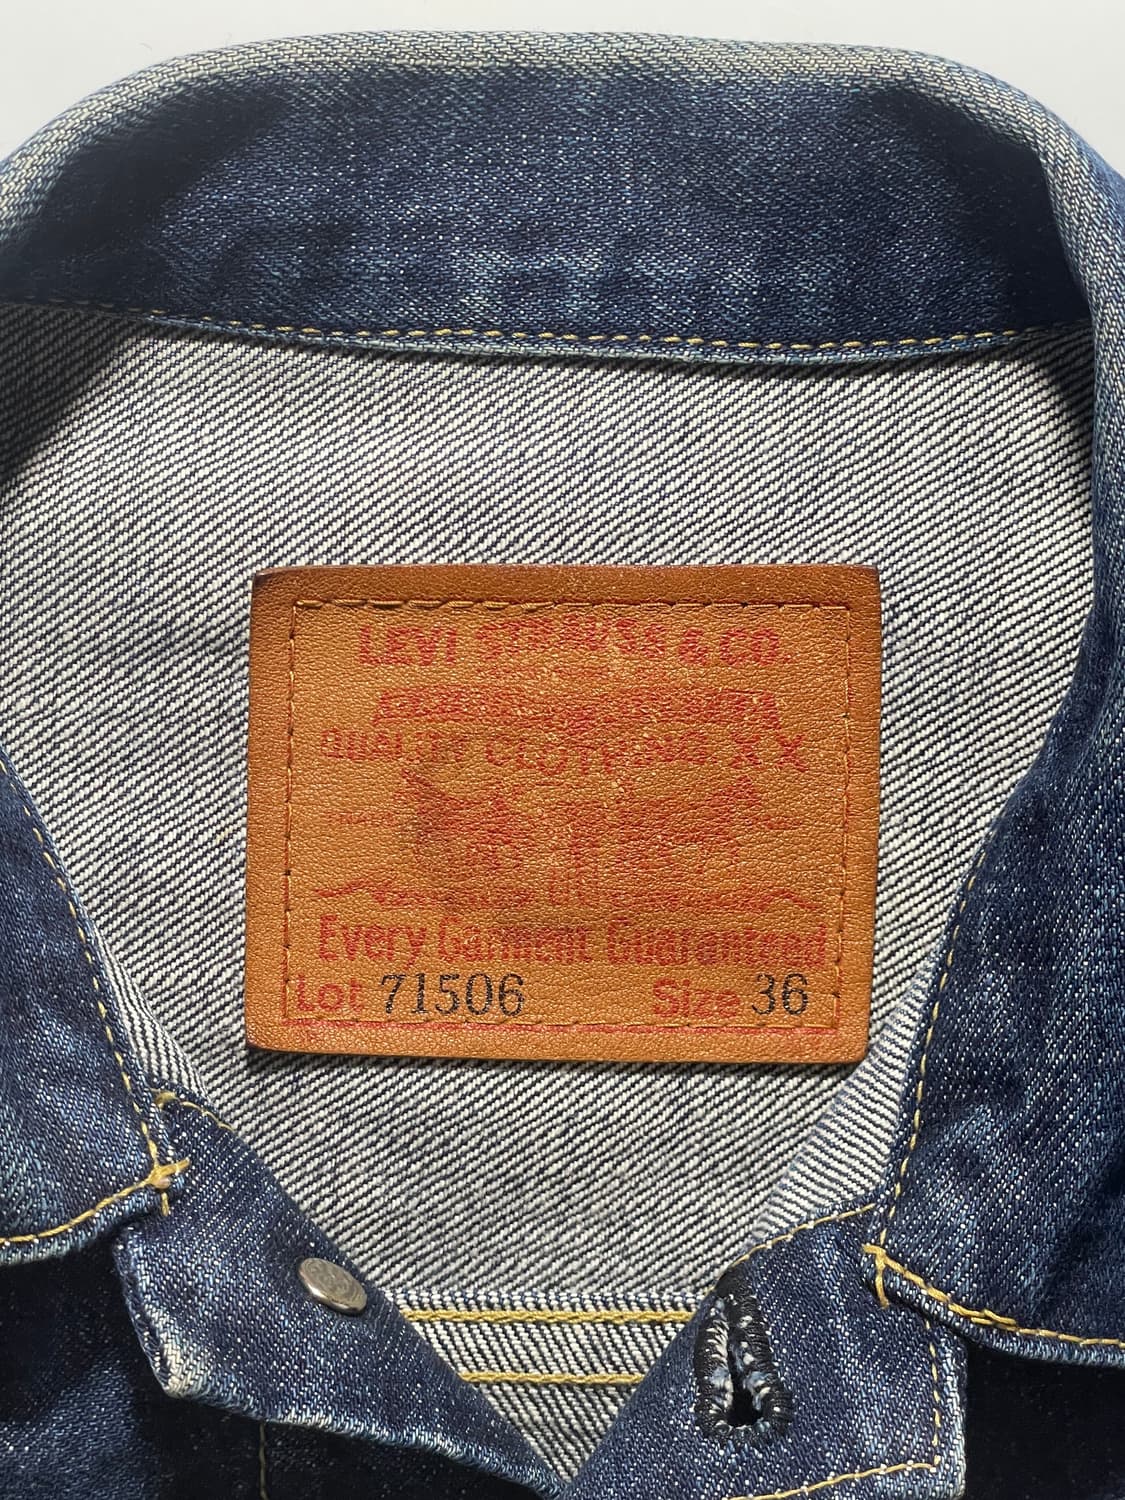 LEVI STRAUSS & CO.
QUALITY CLOTHING XX
Every Garment Guaranteed
Lot 71506 Size 36